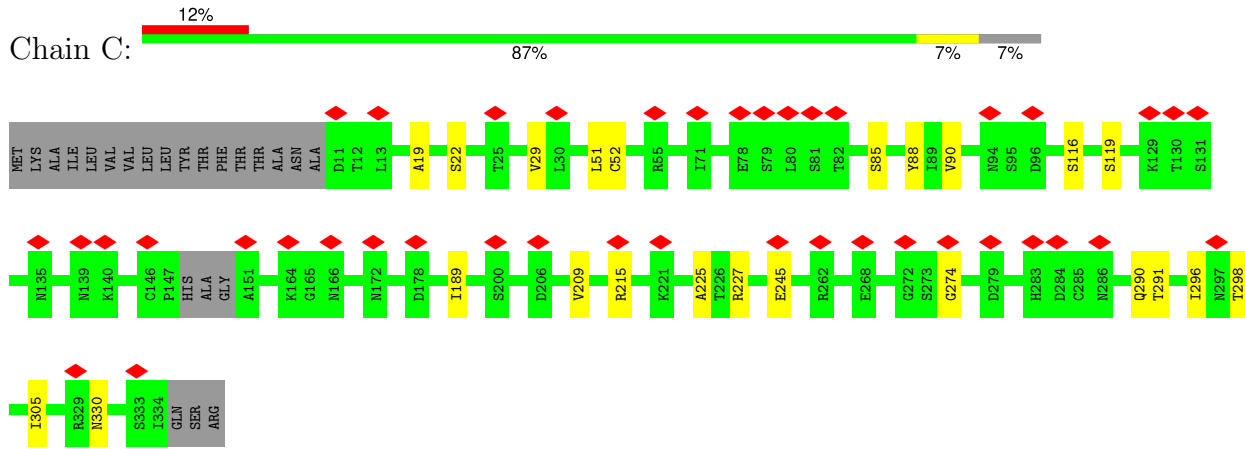 12%
Chain C:
87% 7% 7%
MET LYS ALA ILE LEU VAL VAL LEU LEU TYR THR PHE THR THR ALA ASN ALA D11 T12 L13 A19 S22 T25 V29 L30 L51 C52 R55 I71 E78 S79 L80 S81 T82 S85 Y88 I89 V90 N94 S95 D96 S116 S119 K129 T130 S131
N135 N139 K140 C146 P147 HIS ALA GLY A151 K164 G165 N166 N172 D178 I189 S200 D206 V209 R215 K221 A225 T226 R227 E245 R262 E268 G272 S273 G274 D279 H283 D284 C285 N286 Q290 T291 I296 N297 T298
I305 R329 N330 S333 I334 GLN SER ARG